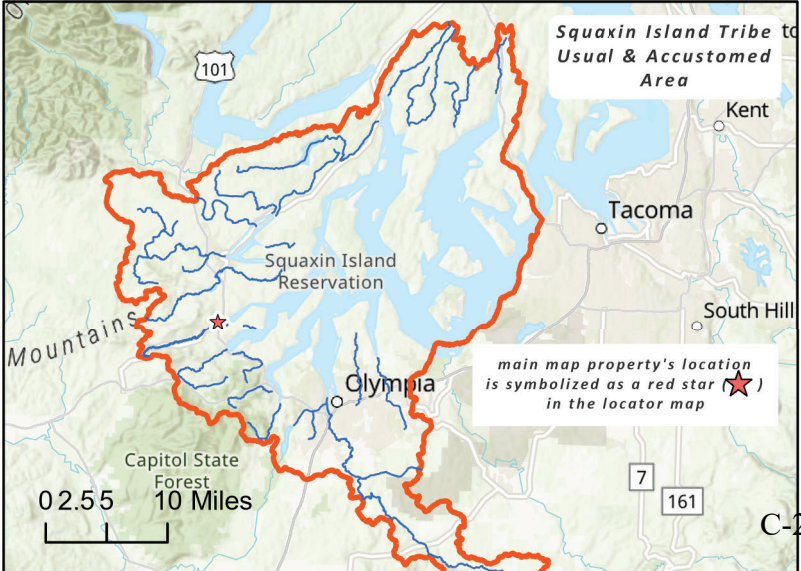 Squaxin Island Tribe
Usual & Accustomed
Area
to
101
Kent
Tacoma
Squaxin Island
Reservation
South Hill
Mountains
main map property's location
is symbolized as a red star ( )
in the locator map
Olympia
Capitol State
Forest
7
161
0 2.5 5 10 Miles
C-2